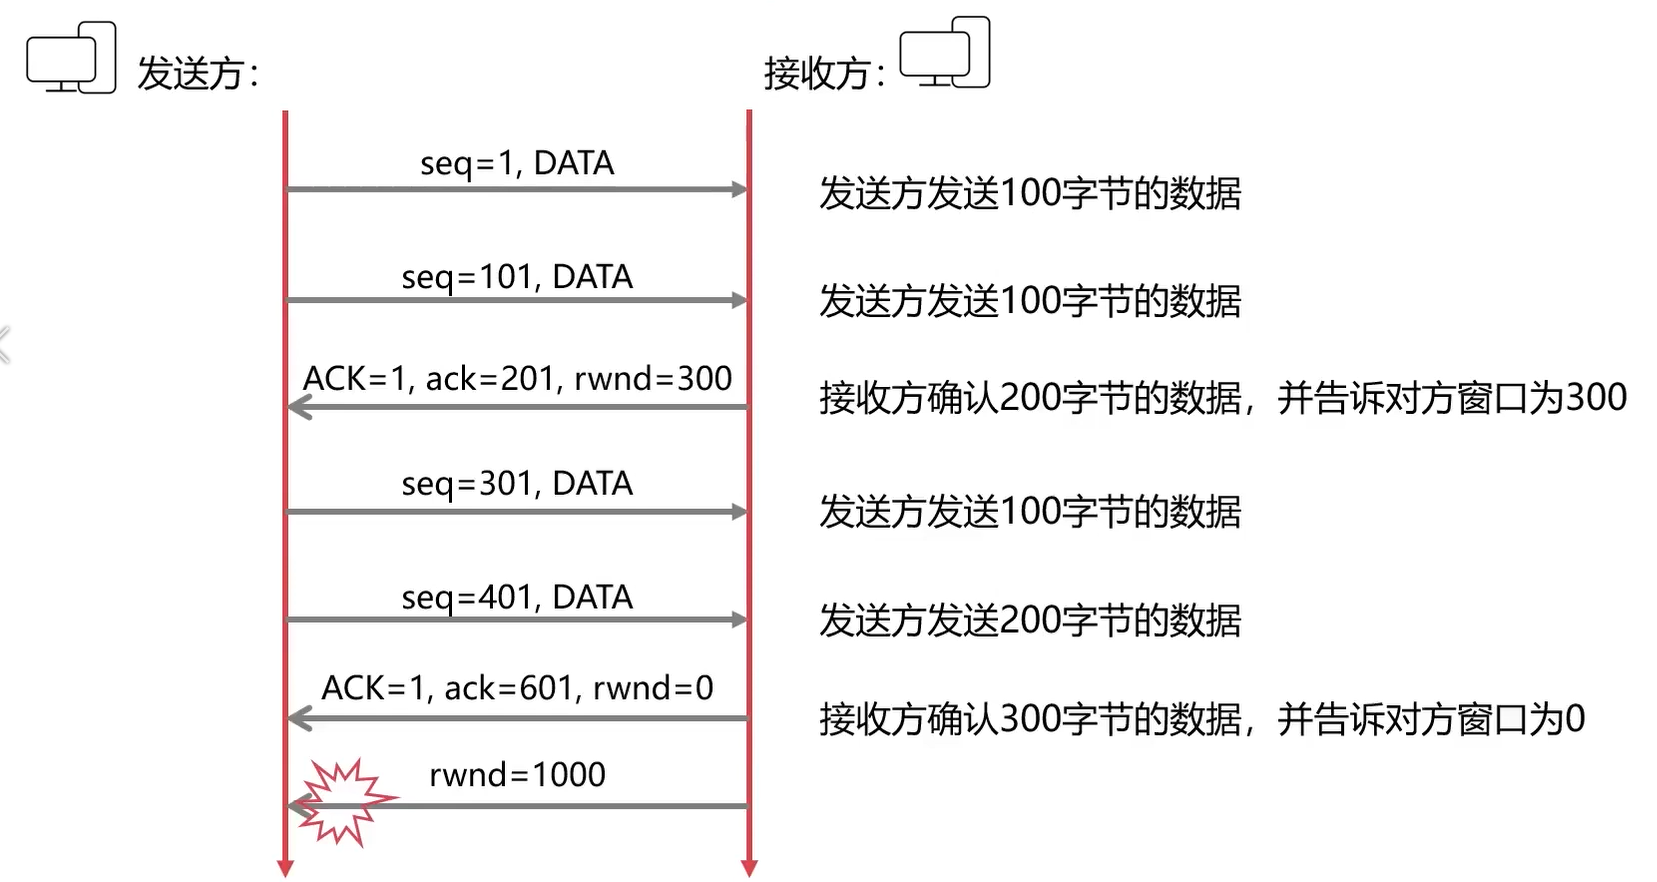 发送方：
接收方：
seq=1, DATA
发送方发送100字节的数据
seq=101, DATA
发送方发送100字节的数据
ACK=1, ack=201, rwnd=300
接收方确认200字节的数据，并告诉对方窗口为300
seq=301, DATA
发送方发送100字节的数据
seq=401, DATA
发送方发送200字节的数据
ACK=1, ack=601, rwnd=0
接收方确认300字节的数据，并告诉对方窗口为0
rwnd=1000